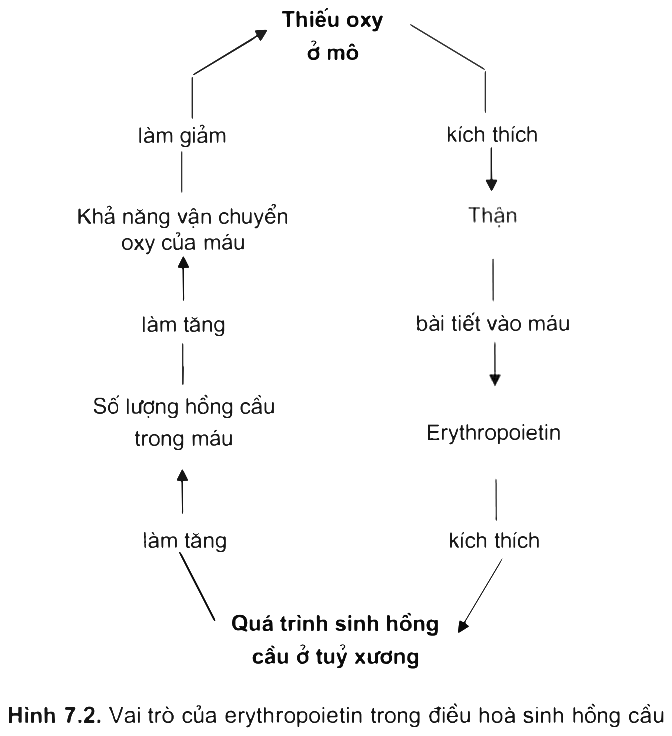 Thiếu oxy
ở mô
làm giảm
kích thích
Khả năng vận chuyển
oxy của máu
Thận
làm tăng
bài tiết vào máu
Số lượng hồng cầu
trong máu
Erythropoietin
làm tăng
kích thích
Quá trình sinh hồng
cầu ở tuỷ xương
Hình 7.2. Vai trò của erythropoietin trong điều hoà sinh hồng cầu